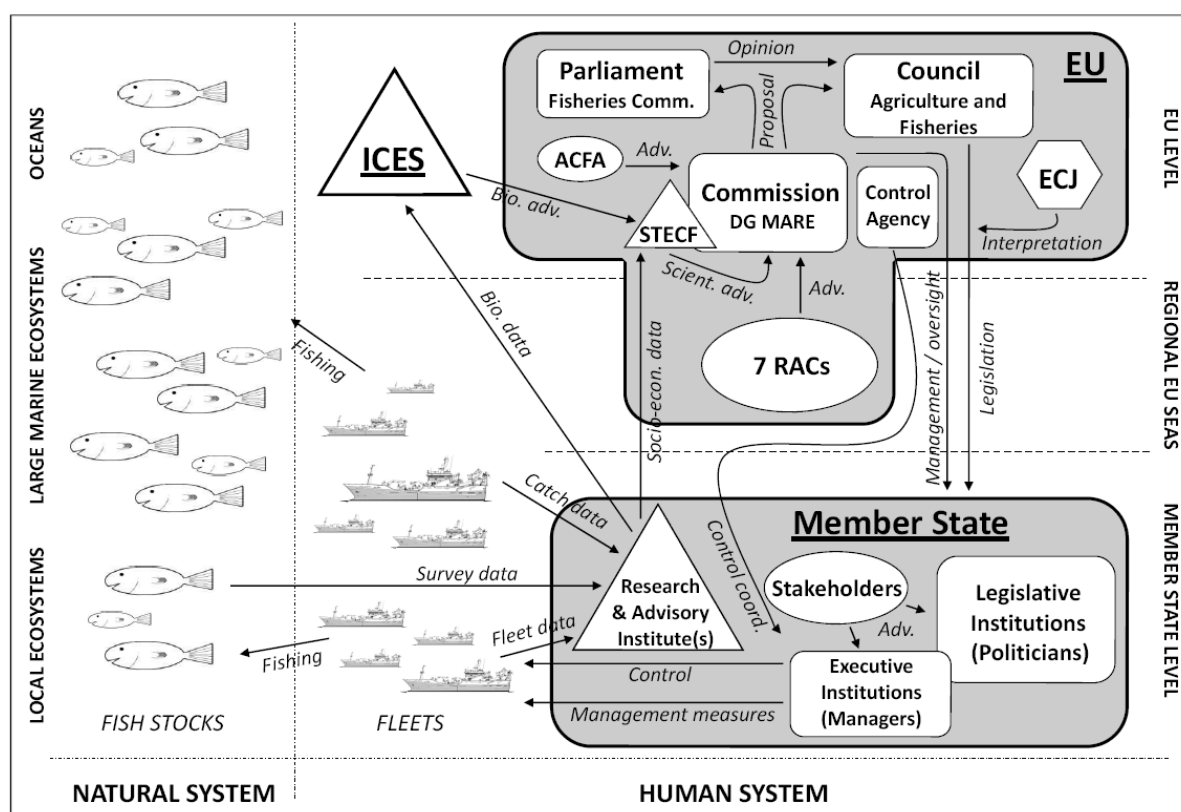 OCEANS
LARGE MARINE ECOSYSTEMS
LOCAL ECOSYSTEMS
FISH STOCKS
NATURAL SYSTEM
ICES
Bio. adv.
Bio. data
Fishing
Catch data
Survey data
Fishing
Fleet data
FLEETS
HUMAN SYSTEM
EU
Parliament
Fisheries Comm.
Opinion
Council
Agriculture and
Fisheries
Proposal
ACFA
Adv.
Commission
DG MARE
STECF
Scient. adv.
Control
Agency
ECJ
Interpretation
Adv.
7 RACs
Socio-econ. data
Management / oversight
Legislation
Control coord.
Member State
Research
& Advisory
Institute(s)
Stakeholders
Adv.
Legislative
Institutions
(Politicians)
Executive
Institutions
(Managers)
Control
Management measures
EU LEVEL
REGIONAL EU SEAS
MEMBER STATE LEVEL